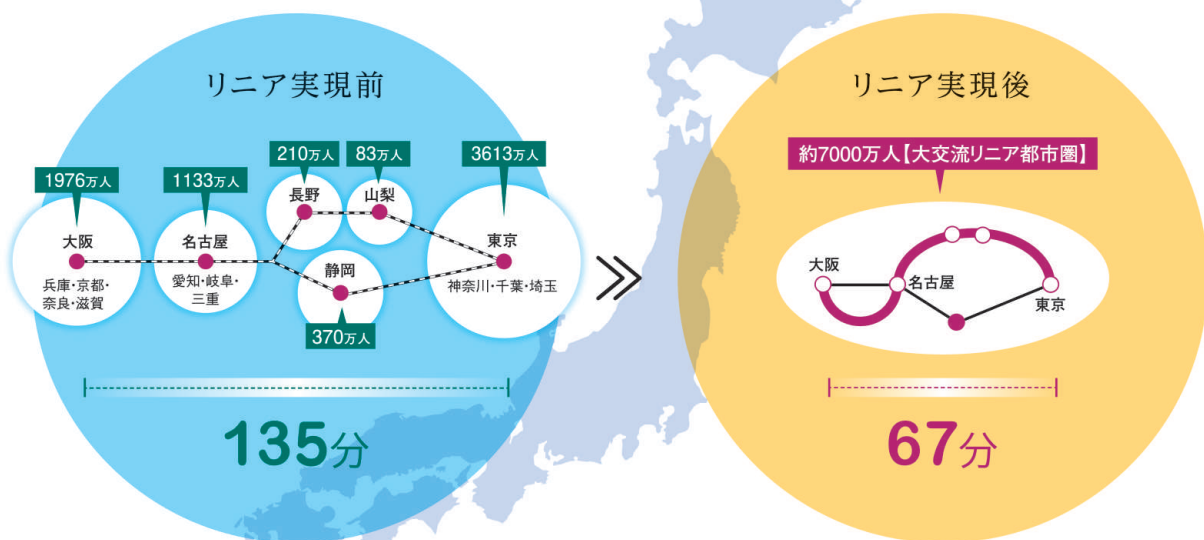 リニア実現前
1976万人
大阪
兵庫・京都・
奈良・滋賀
1133万人
名古屋
愛知・岐阜・
三重
210万人
長野
83万人
山梨
静岡
370万人
3613万人
東京
神奈川・千葉・埼玉
135分
リニア実現後
約7000万人【大交流リニア都市圏】
大阪
名古屋
東京
67分